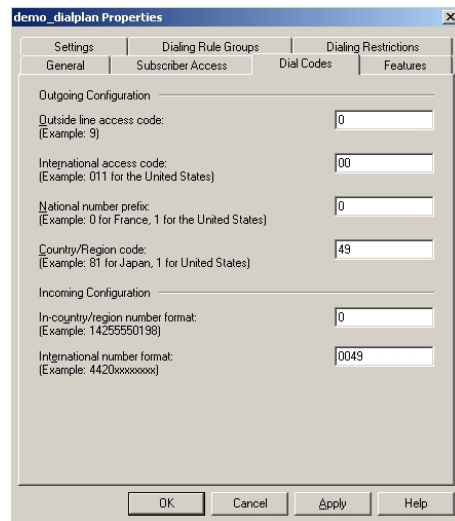 demo_dialplan Properties
Settings Dialing Rule Groups Dialing Restrictions
General Subscriber Access Dial Codes Features
Outgoing Configuration
Outside line access code: 0
(Example: 9)
International access code: 00
(Example: 011 for the United States)
National number prefix: 0
(Example: 0 for France, 1 for the United States)
Country/Region code: 49
(Example: 81 for Japan, 1 for United States)
Incoming Configuration
In-country/region number format: 0
(Example: 14255550198)
International number format: 0049
(Example: 4420xxxxxxxx)
OK Cancel Apply Help